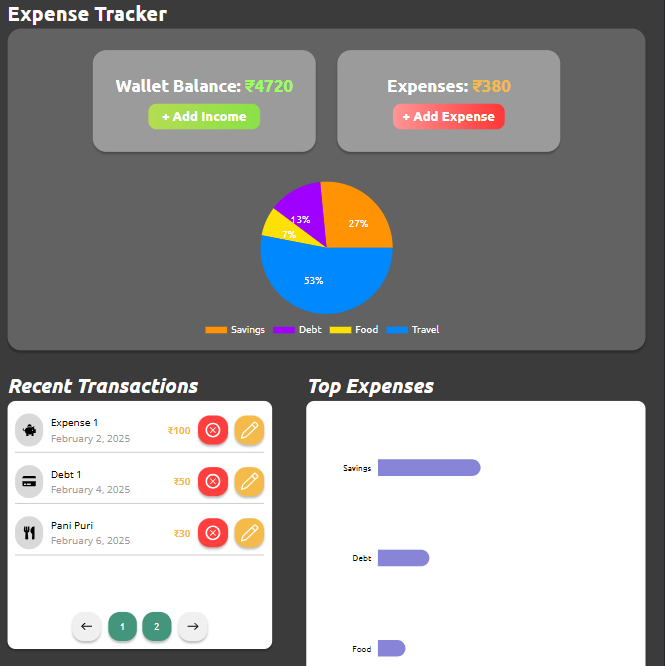 Expense Tracker
Wallet Balance: ₹4720
+ Add Income
Expenses: ₹380
+ Add Expense
27%
13%
7%
53%
Savings
Debt
Food
Travel
Recent Transactions
Expense 1
February 2, 2025
₹100
Debt 1
February 4, 2025
₹50
Pani Puri
February 6, 2025
₹30
← 1 2 →
Top Expenses
Savings
Debt
Food